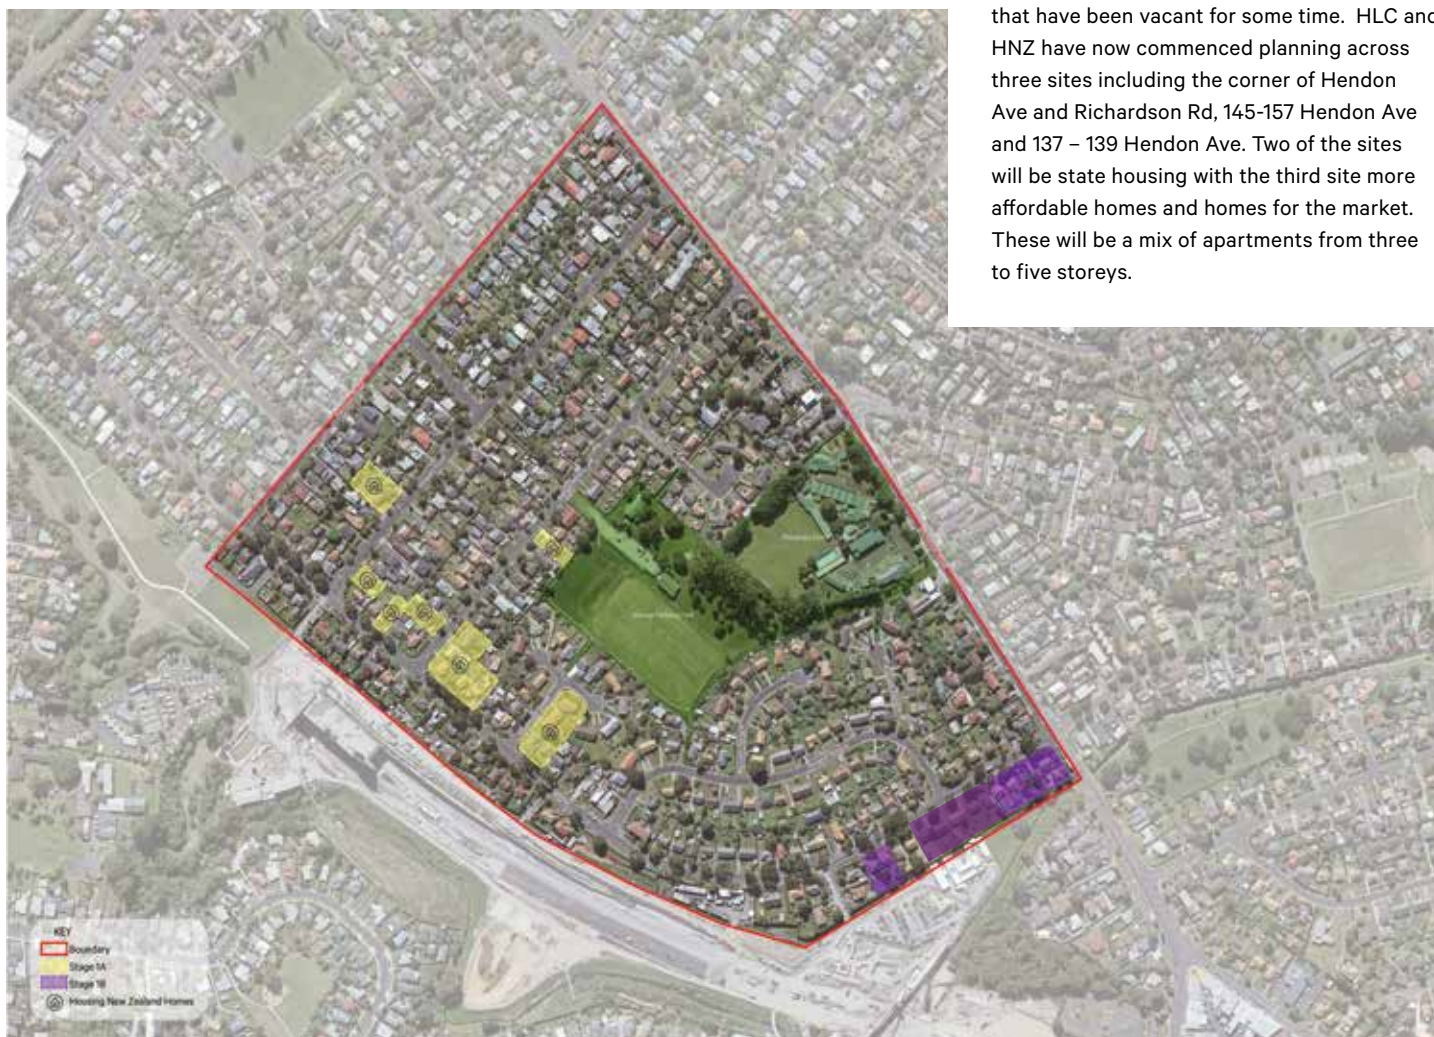 that have been vacant for some time. HLC and
HNZ have now commenced planning across
three sites including the corner of Hendon
Ave and Richardson Rd, 145-157 Hendon Ave
and 137 – 139 Hendon Ave. Two of the sites
will be state housing with the third site more
affordable homes and homes for the market.
These will be a mix of apartments from three
to five storeys.
KEY
Boundary
Stage 1A
Stage 1B
Housing New Zealand Homes